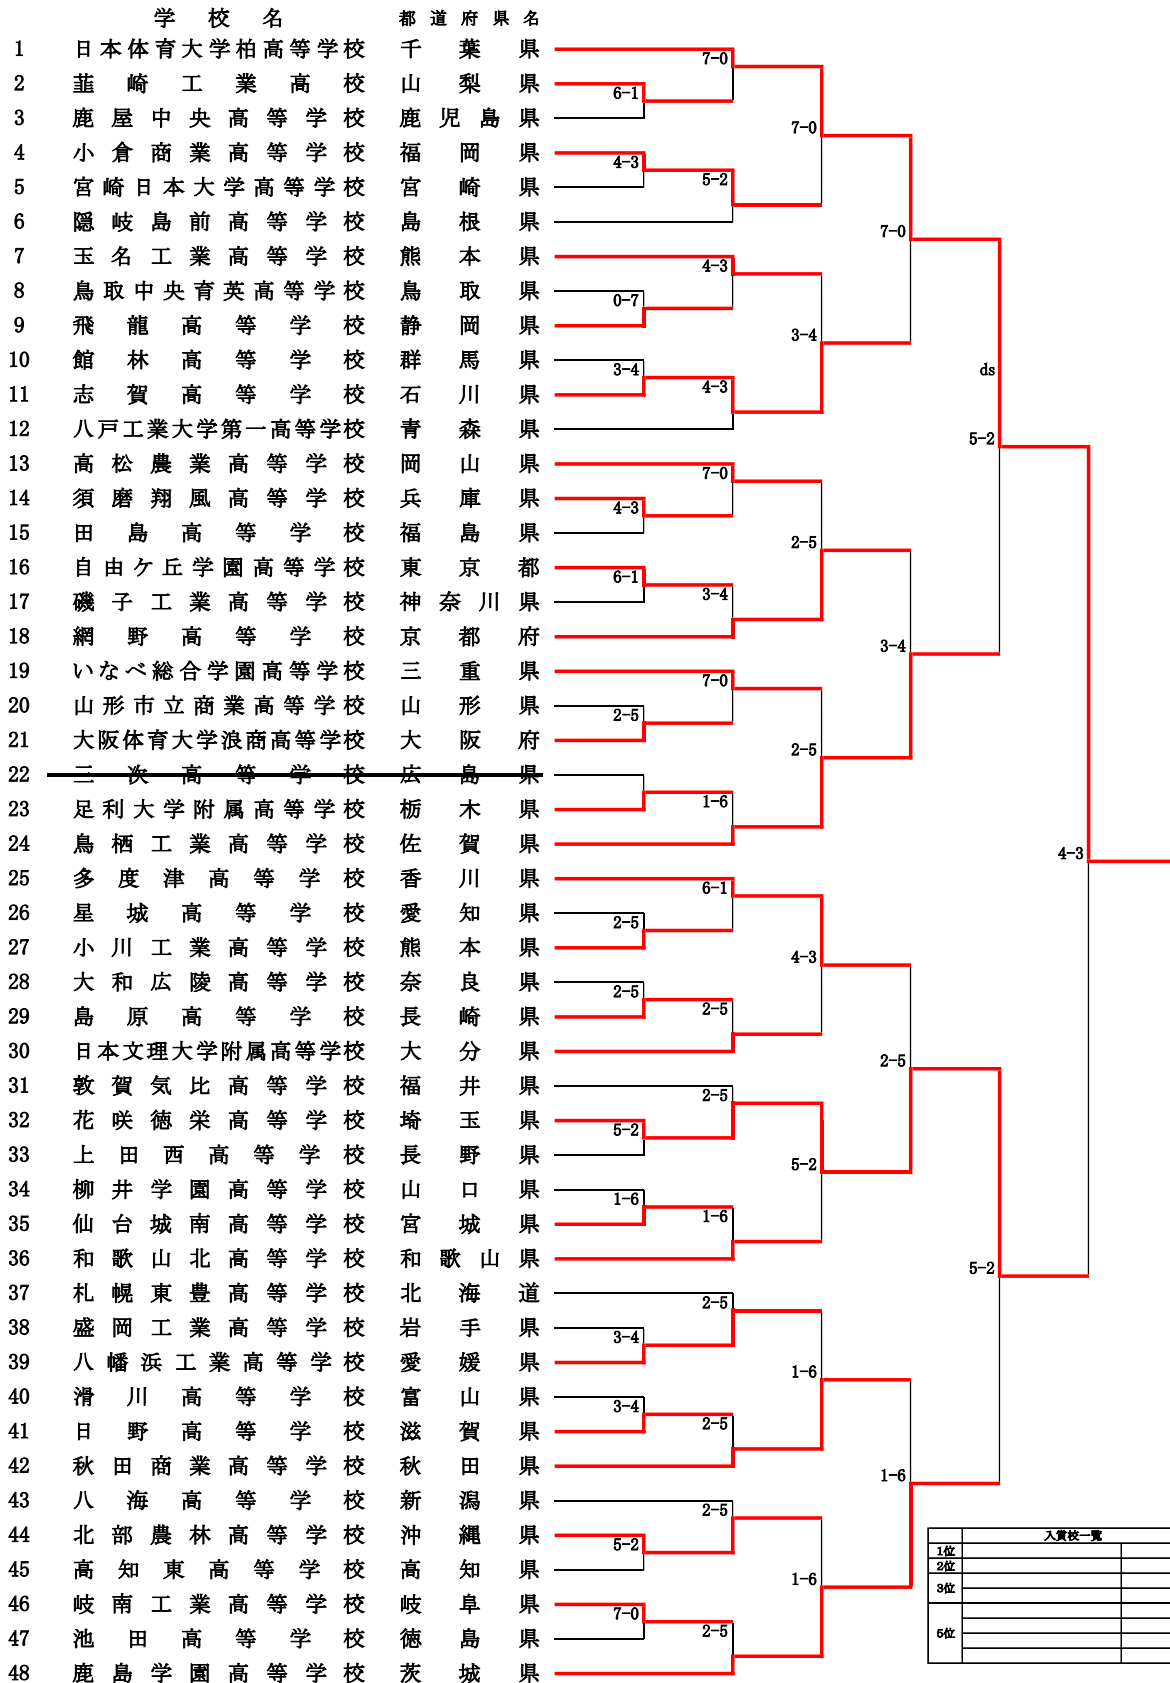 学校名 都道府県名
1 日本体育大学柏高等学校 千葉県
7-0
2 韮崎工業高校 山梨県
6-1
3 鹿屋中央高等学校 鹿児島県
7-0
4 小倉商業高等学校 福岡県
4-3
5 宮崎日本大学高等学校 宮崎県
5-2
6 隠岐島前高等学校 島根県
7-0
7 玉名工業高等学校 熊本県
4-3
8 鳥取中央育英高等学校 鳥取県
0-7
9 飛龍高等学校 静岡県
3-4
10 館林高等学校 群馬県
3-4
ds
11 志賀高等学校 石川県
4-3
12 八戸工業大学第一高等学校 青森県
5-2
13 高松農業高等学校 岡山県
7-0
14 須磨翔風高等学校 兵庫県
4-3
15 田島高等学校 福島県
2-5
16 自由ケ丘学園高等学校 東京都
6-1
17 磯子工業高等学校 神奈川県
3-4
18 網野高等学校 京都府
3-4
19 いなべ総合学園高等学校 三重県
7-0
20 山形市立商業高等学校 山形県
2-5
21 大阪体育大学浪商高等学校 大阪府
2-5
22 三次高等学校 広島県
23 足利大学附属高等学校 栃木県
1-6
24 鳥栖工業高等学校 佐賀県
4-3
25 多度津高等学校 香川県
6-1
26 星城高等学校 愛知県
2-5
27 小川工業高等学校 熊本県
4-3
28 大和広陵高等学校 奈良県
2-5
29 島原高等学校 長崎県
2-5
30 日本文理大学附属高等学校 大分県
2-5
31 敦賀気比高等学校 福井県
2-5
32 花咲徳栄高等学校 埼玉県
5-2
33 上田西高等学校 長野県
5-2
34 柳井学園高等学校 山口県
1-6
35 仙台城南高等学校 宮城県
1-6
36 和歌山北高等学校 和歌山県
5-2
37 札幌東豊高等学校 北海道
2-5
38 盛岡工業高等学校 岩手県
3-4
39 八幡浜工業高等学校 愛媛県
1-6
40 滑川高等学校 富山県
3-4
41 日野高等学校 滋賀県
2-5
42 秋田商業高等学校 秋田県
1-6
43 八海高等学校 新潟県
2-5
44 北部農林高等学校 沖縄県
5-2
45 高知東高等学校 高知県
1-6
46 岐南工業高等学校 岐阜県
7-0
47 池田高等学校 徳島県
2-5
48 鹿島学園高等学校 茨城県
入賞校一覧
1位
2位
3位
5位